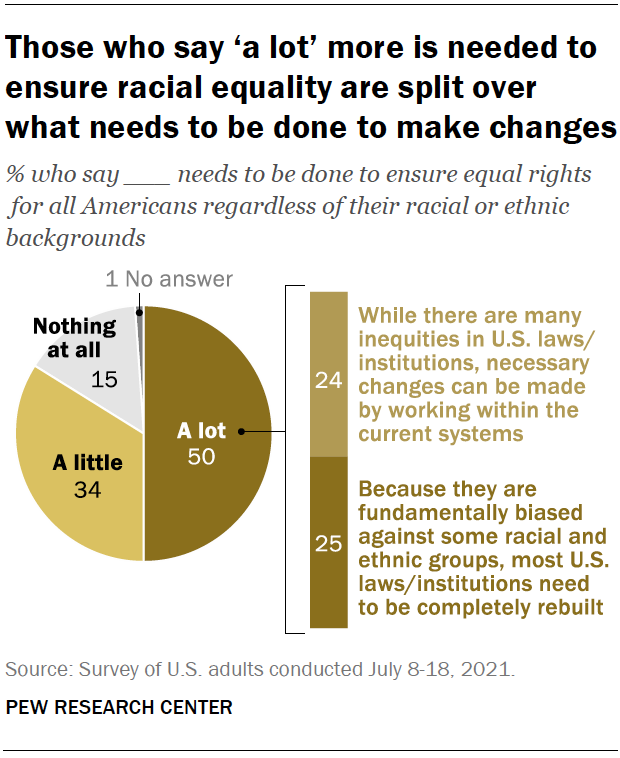 Those who say ‘a lot’ more is needed to
ensure racial equality are split over
what needs to be done to make changes
% who say ___ needs to be done to ensure equal rights
for all Americans regardless of their racial or ethnic
backgrounds
1 No answer
Nothing
at all
15
A lot
50
A little
34
24
While there are many
inequities in U.S. laws/
institutions, necessary
changes can be made
by working within the
current systems
25
Because they are
fundamentally biased
against some racial and
ethnic groups, most U.S.
laws/institutions need
to be completely rebuilt
Source: Survey of U.S. adults conducted July 8-18, 2021.
PEW RESEARCH CENTER